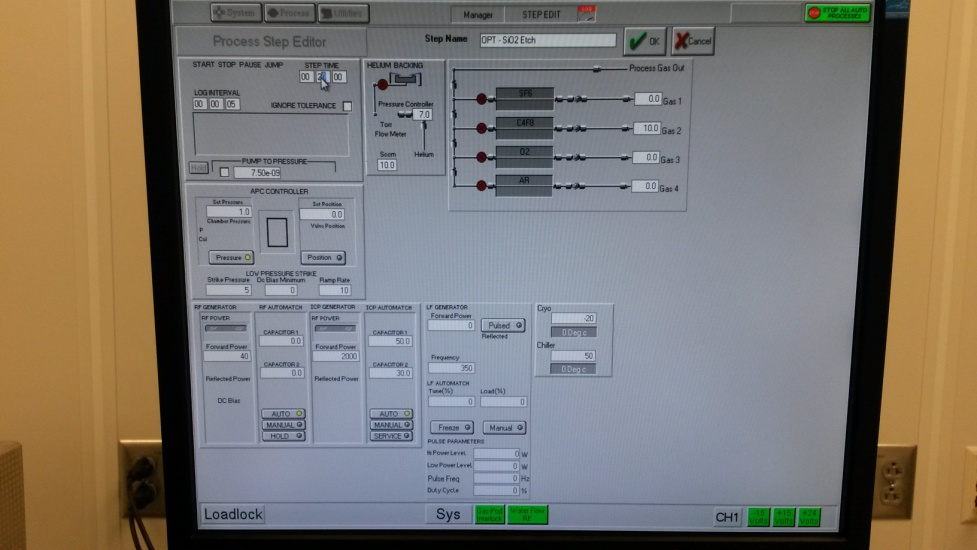 System Process Utilities
Manager STEP EDIT
STOP ALL AUTO PROCESSES
Process Step Editor
Step Name OPT - SiO2 Etch OK Cancel
START STOP PAUSE JUMP STEP TIME
00 00
LOG INTERVAL
00 00 05
IGNORE TOLERANCE
Hold PUMP TO PRESSURE
7.50e-09
HELIUM BACKING
Pressure Controller
7.0
Torr
Flow Meter
Sccm Helium
10.0
Process Gas Out
SF6 0.0 Gas 1
C4F8 10.0 Gas 2
O2 0.0 Gas 3
AR 0.0 Gas 4
APC CONTROLLER
Set Pressure Set Position
1.0 0.0
Chamber Pressure Valve Position
Pressure Position
LOW PRESSURE STRIKE
Strike Pressure Dc Bias Minimum Ramp Rate
5 0 10
RF GENERATOR RF AUTOMATCH ICP GENERATOR ICP AUTOMATCH
RF POWER RF POWER
CAPACITOR 1 CAPACITOR 1
0.0 50.0
Forward Power Forward Power
40 2000
CAPACITOR 2 CAPACITOR 2
0.0 30.0
Reflected Power Reflected Power
DC Bias
AUTO AUTO
MANUAL MANUAL
HOLD SERVICE
LF GENERATOR
Forward Power
0 Pulsed
Reflected
Frequency
350
LF AUTOMATCH
Tune(%) Load(%)
0 0
Freeze Manual
PULSE PARAMETERS
Hi Power Level 0 W
Low Power Level 0 W
Pulse Freq 0 Hz
Duty Cycle 0 %
Cryo
-20
0 Deg c
Chiller
50
0 Deg c
Loadlock Sys Gas Pod Interlock Water Flow RF CH1 -15 Volts +15 Volts +24 Volts